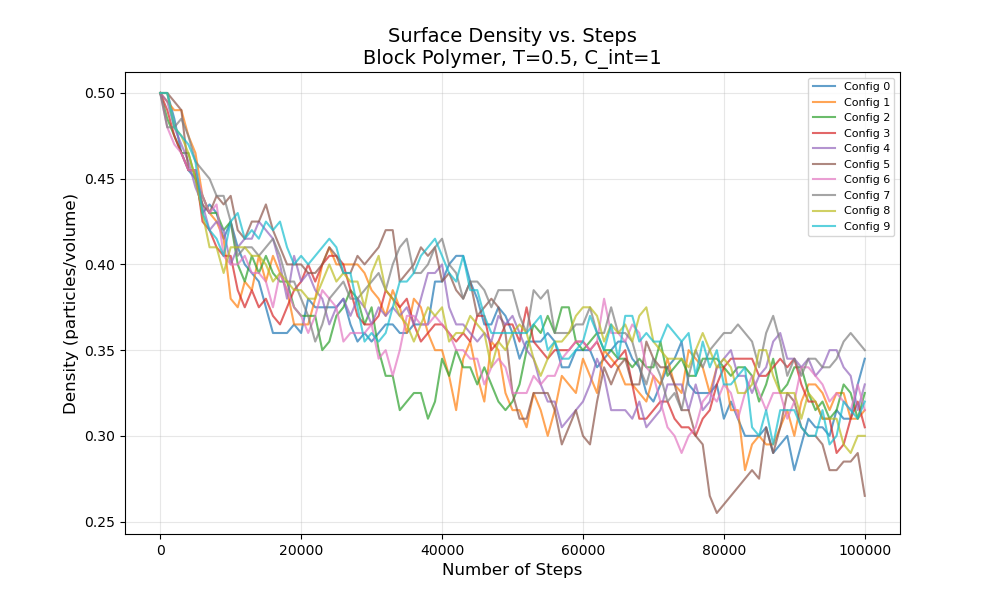 Surface Density vs. Steps
Block Polymer, T=0.5, C_int=1
Density (particles/volume)
0.50
0.45
0.40
0.35
0.30
0.25
0
20000
40000
60000
80000
100000
Number of Steps
Config 0
Config 1
Config 2
Config 3
Config 4
Config 5
Config 6
Config 7
Config 8
Config 9